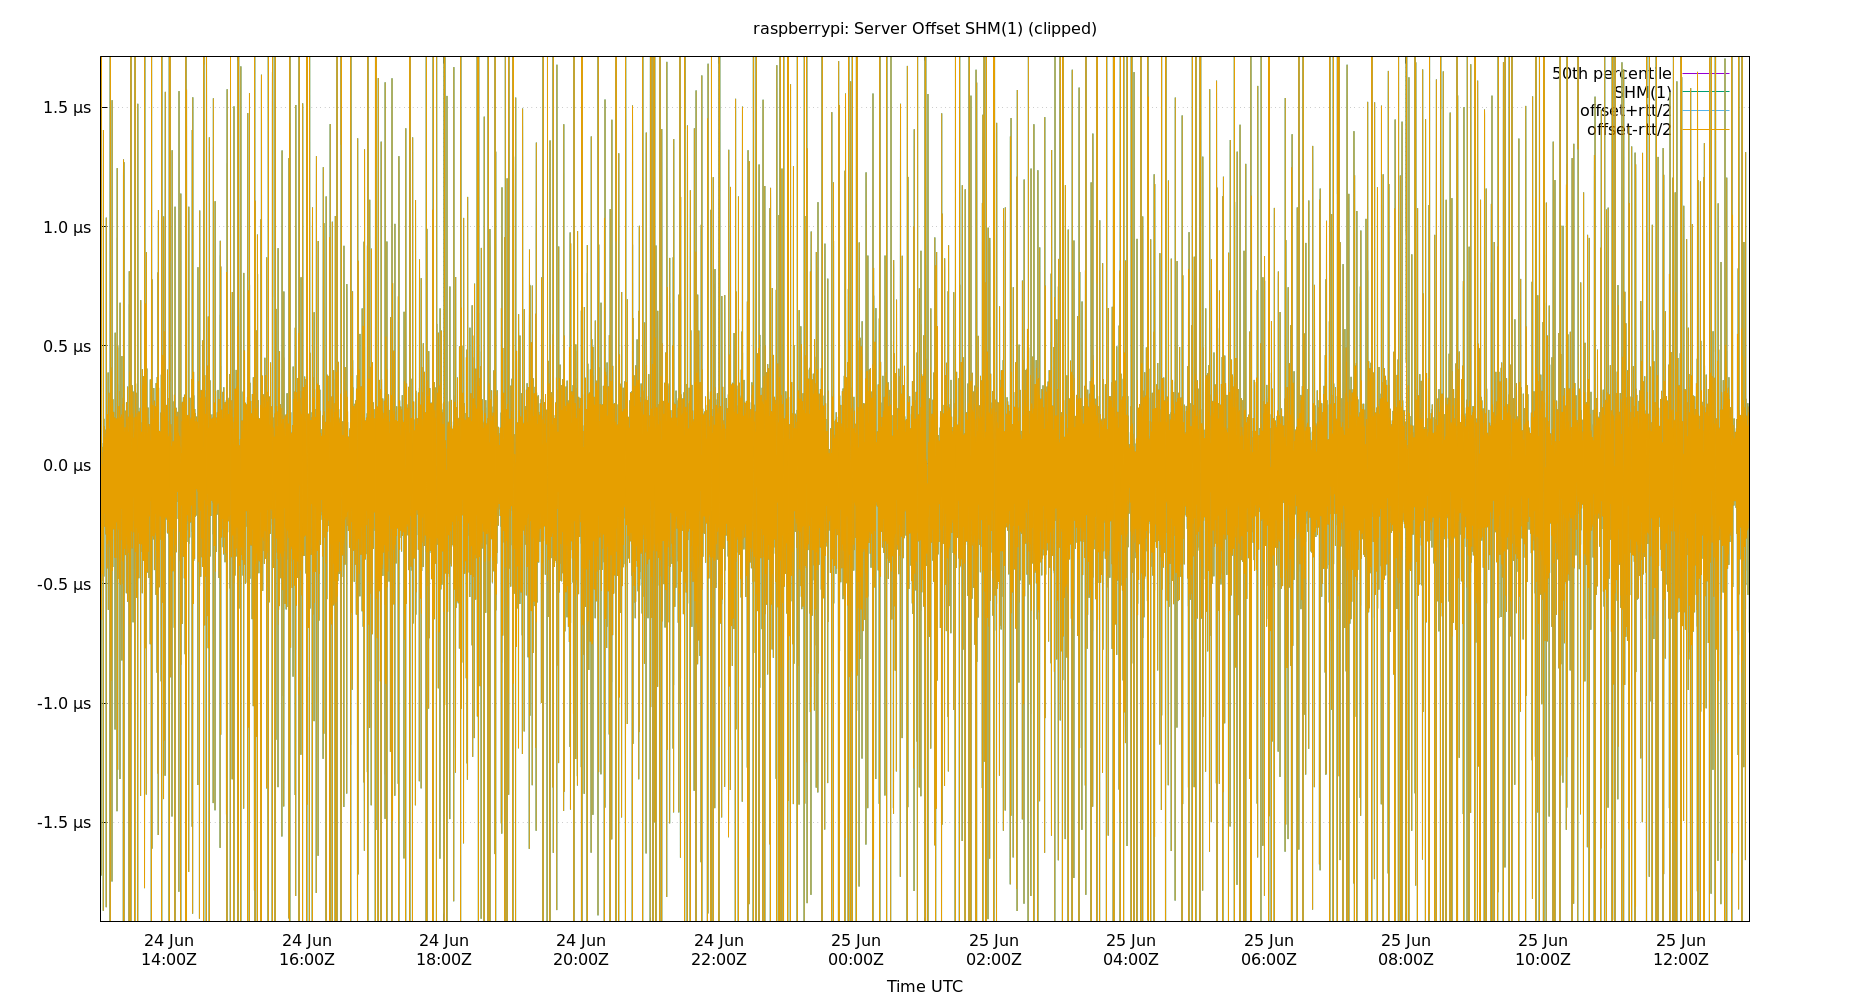 raspberrypi: Server Offset SHM(1) (clipped)
50th percentile
SHM(1)
offset+rtt/2
offset-rtt/2
1.5 µs
1.0 µs
0.5 µs
0.0 µs
-0.5 µs
-1.0 µs
-1.5 µs
24 Jun 24 Jun 24 Jun 24 Jun 24 Jun 25 Jun 25 Jun 25 Jun 25 Jun 25 Jun 25 Jun 25 Jun
14:00Z 16:00Z 18:00Z 20:00Z 22:00Z 00:00Z 02:00Z 04:00Z 06:00Z 08:00Z 10:00Z 12:00Z
Time UTC